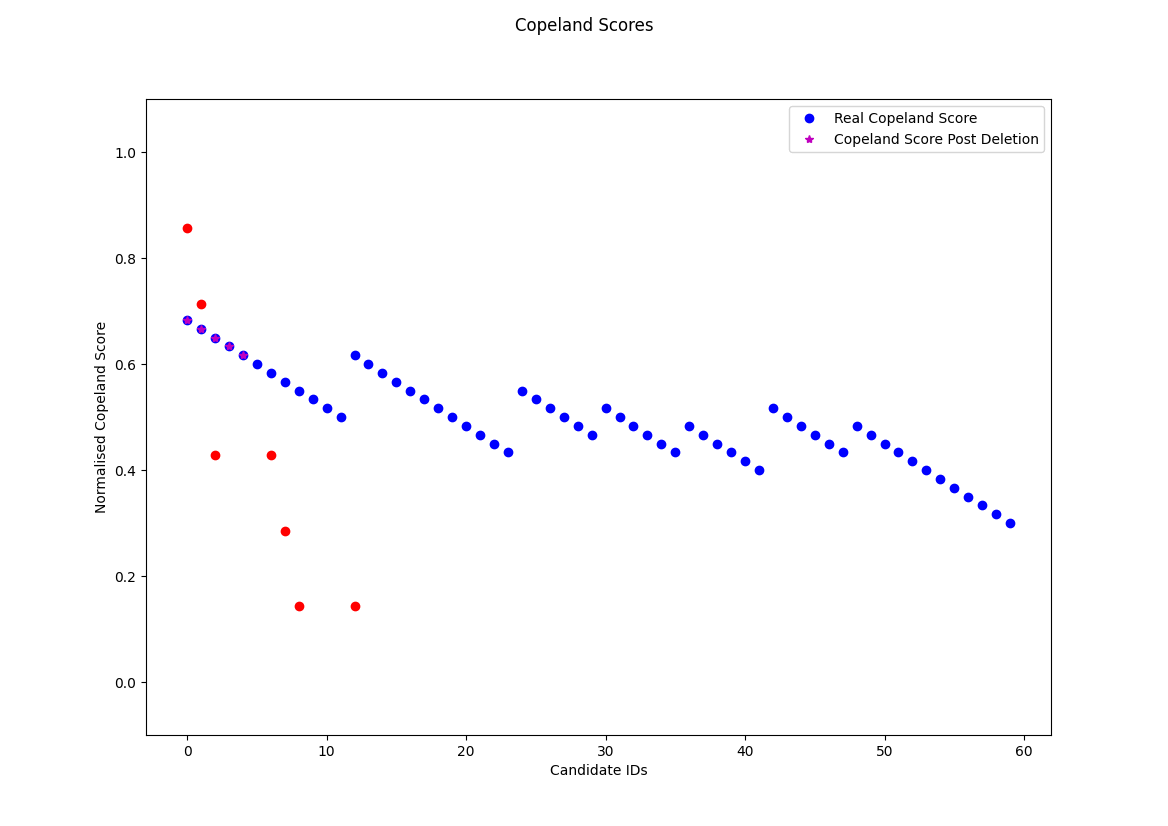 Copeland Scores
Real Copeland Score
Copeland Score Post Deletion
1.0
0.8
0.6
0.4
0.2
0.0
Normalised Copeland Score
0 10 20 30 40 50 60
Candidate IDs